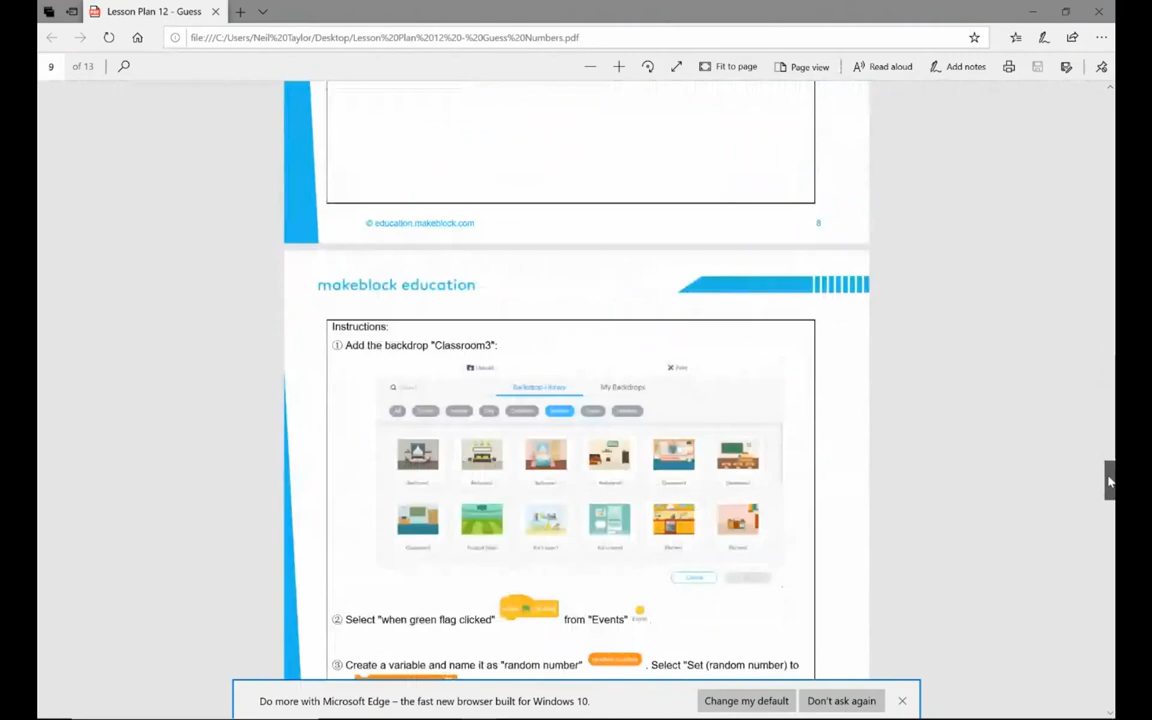 Lesson Plan 12 - Guess
file:///C:/Users/Neil%20Taylor/Desktop/Lesson%20Plan%2012%20-%20Guess%20Numbers.pdf
9 of 13 Fit to page Page view Read aloud Add notes
© education.makeblock.com 8
makeblock education
Instructions:
① Add the backdrop "Classroom3":
Backdrop Library My Backdrops
② Select "when green flag clicked" from "Events"
③ Create a variable and name it as "random number" . Select "Set (random number) to
Do more with Microsoft Edge – the fast new browser built for Windows 10. Change my default Don't ask again